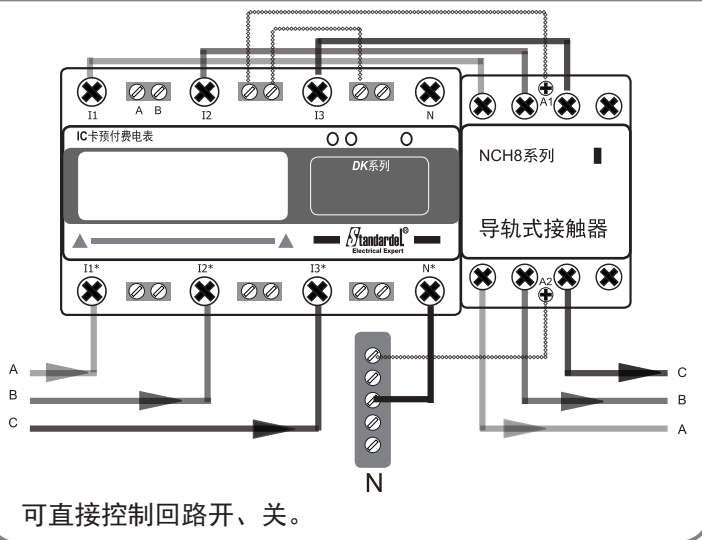 A1
I1
A B
I2
I3
N
IC卡预付费电表
DK系列
NCH8系列
Standardel®
Electrical Expert
导轨式接触器
I1*
I2*
I3*
N*
A2
A
B
C
C
B
A
N
可直接控制回路开、关。